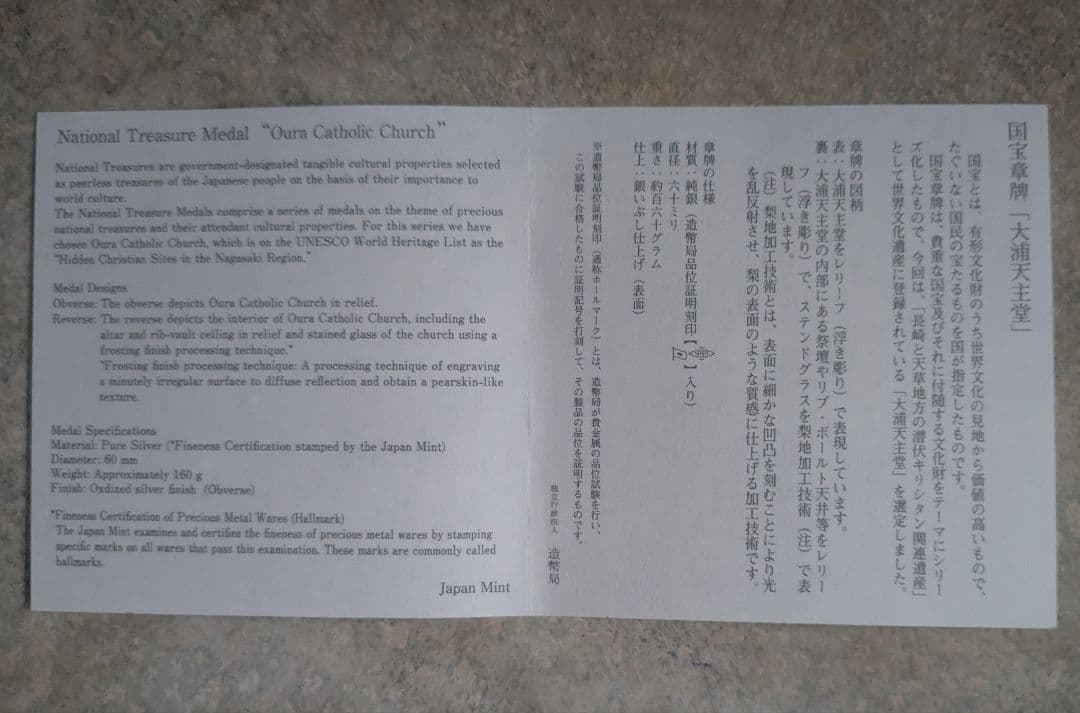 National Treasure Medal “Oura Catholic Church”
National Treasures are government-designated tangible cultural properties selected
as peerless treasures of the Japanese people on the basis of their importance to
world culture.
The National Treasure Medals comprise a series of medals on the theme of precious
national treasures and their attendant cultural properties. For this series we have
chosen Oura Catholic Church, which is on the UNESCO World Heritage List as the
“Hidden Christian Sites in the Nagasaki Region.”
Medal Designs
Obverse: The obverse depicts Oura Catholic Church in relief.
Reverse: The reverse depicts the interior of Oura Catholic Church, including the
altar and rib-vault ceiling in relief and stained glass of the church using a
frosting finish processing technique.*
*Frosting finish processing technique: A processing technique of engraving
a minutely irregular surface to diffuse reflection and obtain a pearskin-like
texture.
Medal Specifications
Material: Pure Silver (*Fineness Certification stamped by the Japan Mint)
Diameter: 60 mm
Weight: Approximately 160 g
Finish: Oxdized silver finish (Obverse)
*Fineness Certification of Precious Metal Wares (Hallmark)
The Japan Mint examines and certifies the fineness of precious metal wares by stamping
specific marks on all wares that pass this examination. These marks are commonly called
hallmarks.
Japan Mint
国宝章牌「大浦天主堂」
国宝とは、有形文化財のうち世界文化の見地から価値の高いもので、
たぐいない国民の宝たるものを国が指定したものです。
国宝章牌は、貴重な国宝及びそれに付随する文化財をテーマにシリー
ズ化したもので、今回は、「長崎と天草地方の潜伏キリシタン関連遺産」
として世界文化遺産に登録されている「大浦天主堂」を選定しました。
章牌の図柄
表：大浦天主堂をレリーフ（浮き彫り）で表現しています。
裏：大浦天主堂の内部にある祭壇やリブ・ボールト天井等をレリー
フ（浮き彫り）で、ステンドグラスを梨地加工技術（注）で表
現しています。
（注）梨地加工技術とは、表面に細かな凹凸を刻むことにより光
を乱反射させ、梨の表面のような質感に仕上げる加工技術です。
章牌の仕様
材質：純銀（造幣局品位証明刻印【<999>】入り）
直径：六十ミリ
重さ：約百六十グラム
仕上：銀いぶし仕上げ（表面）
※造幣局品位証明刻印（通称ホールマーク）とは、造幣局が貴金属の品位試験を行い、
この試験に合格したものに証明記号を打刻して、その製品の品位を証明するものです。
独立行政法人 造幣局